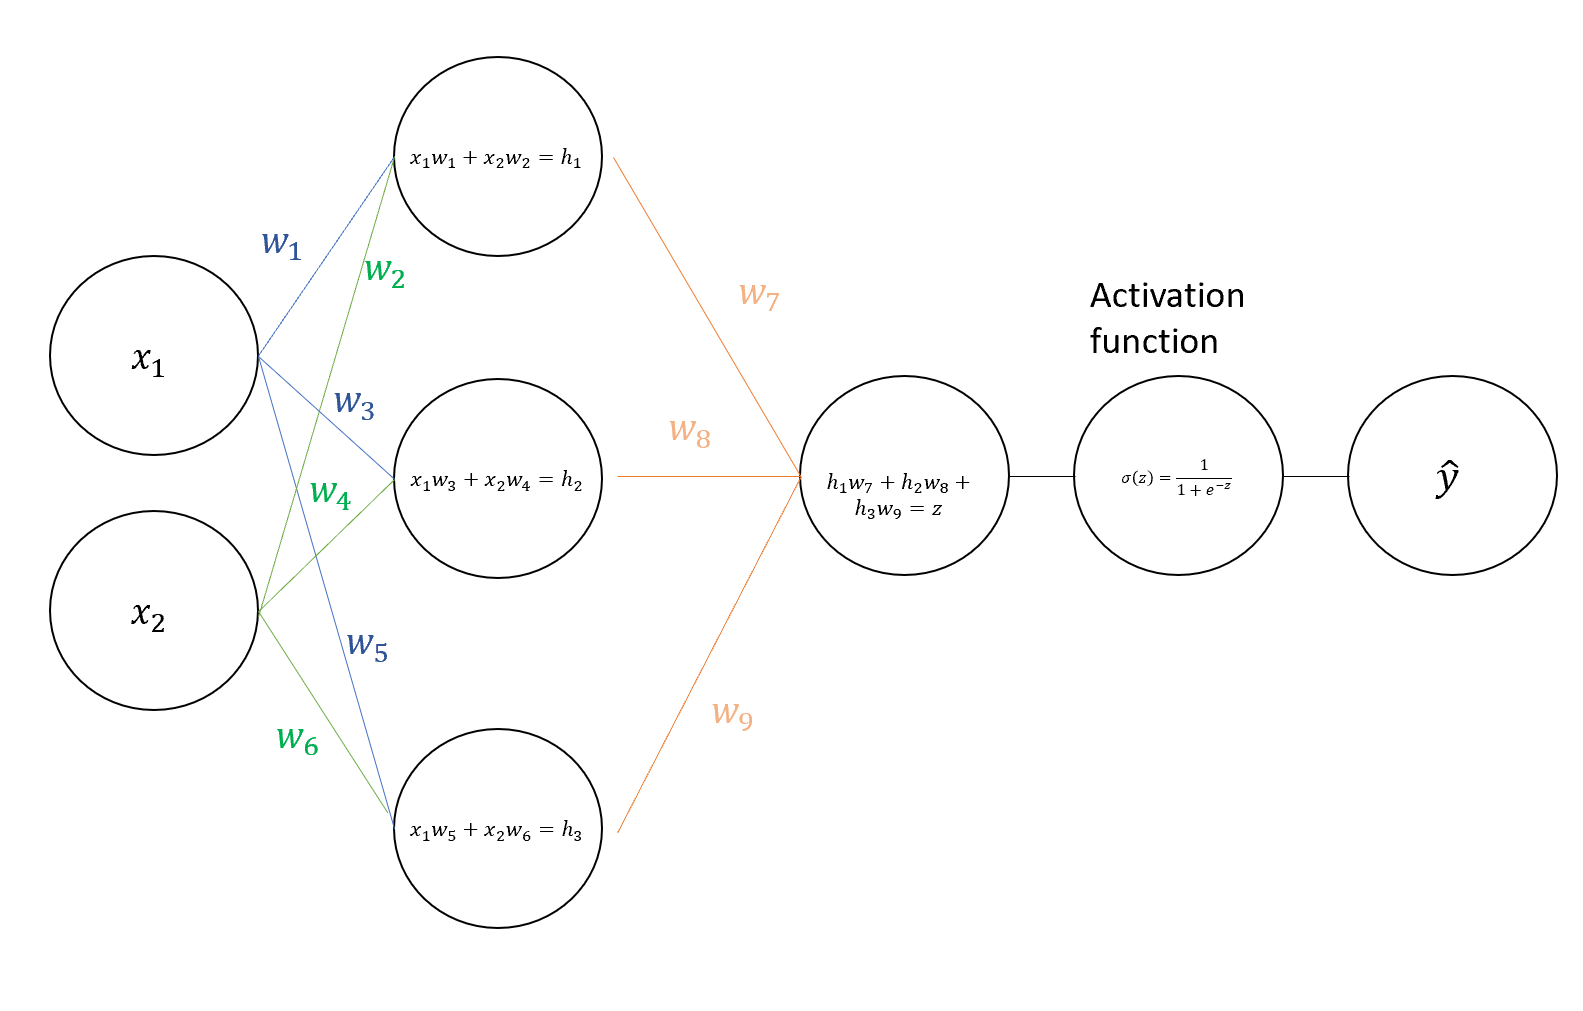 x₁w₁ + x₂w₂ = h₁
w₁
w₂
Activation
function
w₇
x₁
w₃
w₈
x₁w₃ + x₂w₄ = h₂
w₄
h₁w₇ + h₂w₈ +
h₃w₉ = z
σ(z) = 1/(1 + e⁻ᶻ)
ŷ
x₂
w₅
w₆
w₉
x₁w₅ + x₂w₆ = h₃